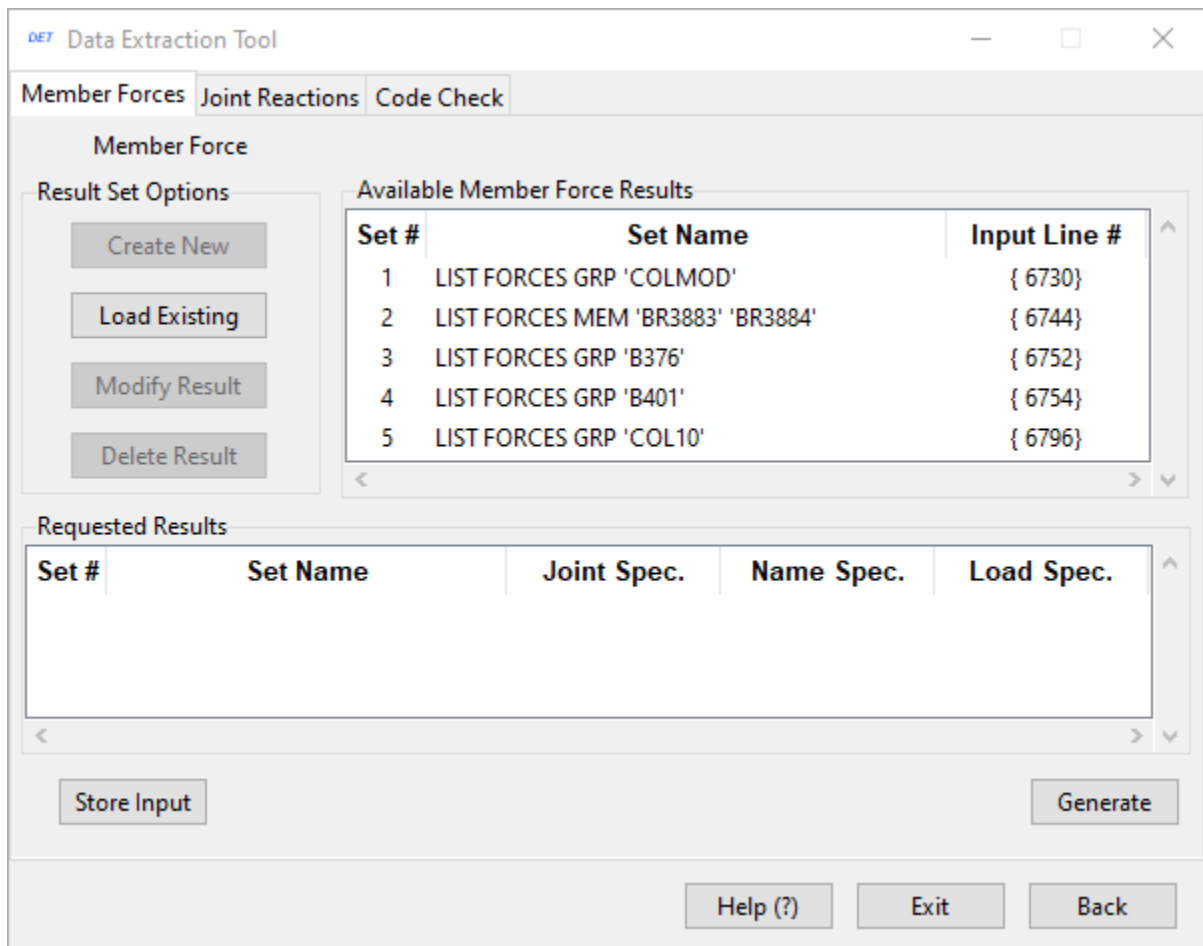 DET Data Extraction Tool
Member Forces Joint Reactions Code Check
Member Force
Result Set Options
Create New
Load Existing
Modify Result
Delete Result
Available Member Force Results
Set # Set Name Input Line #
1 LIST FORCES GRP 'COLMOD' { 6730}
2 LIST FORCES MEM 'BR3883' 'BR3884' { 6744}
3 LIST FORCES GRP 'B376' { 6752}
4 LIST FORCES GRP 'B401' { 6754}
5 LIST FORCES GRP 'COL10' { 6796}
Requested Results
Set # Set Name Joint Spec. Name Spec. Load Spec.
Store Input Generate
Help (?) Exit Back